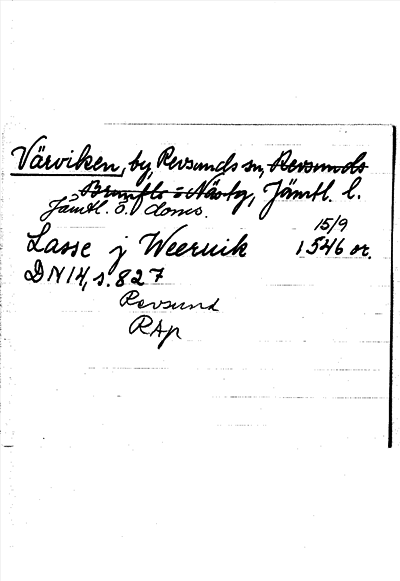 Värviken, by, Revsunds sn, Revsunds
Brunflo o Näs tg, Jämtl. l.
Jämtl. ö. doms.
15/9
Lasse j Weeruik 1546 or.
DN 14, s. 827
Revsund
RAp